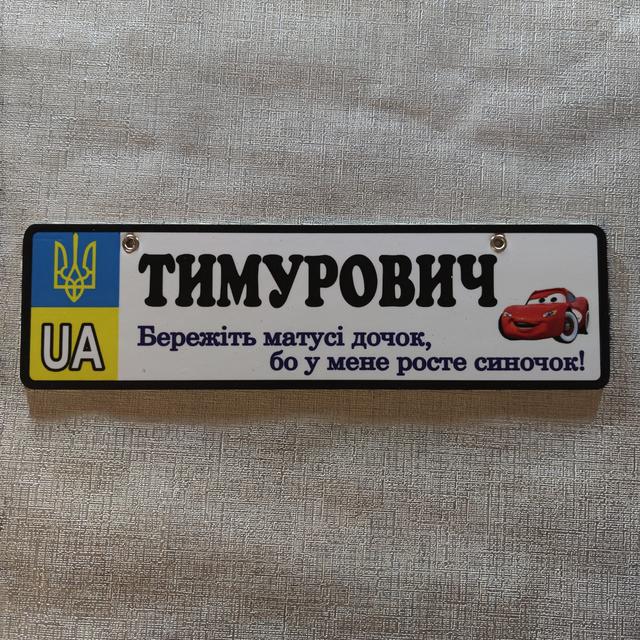 ТИМУРОВИЧ
UA
Бережіть матусі дочок,
бо у мене росте синочок!